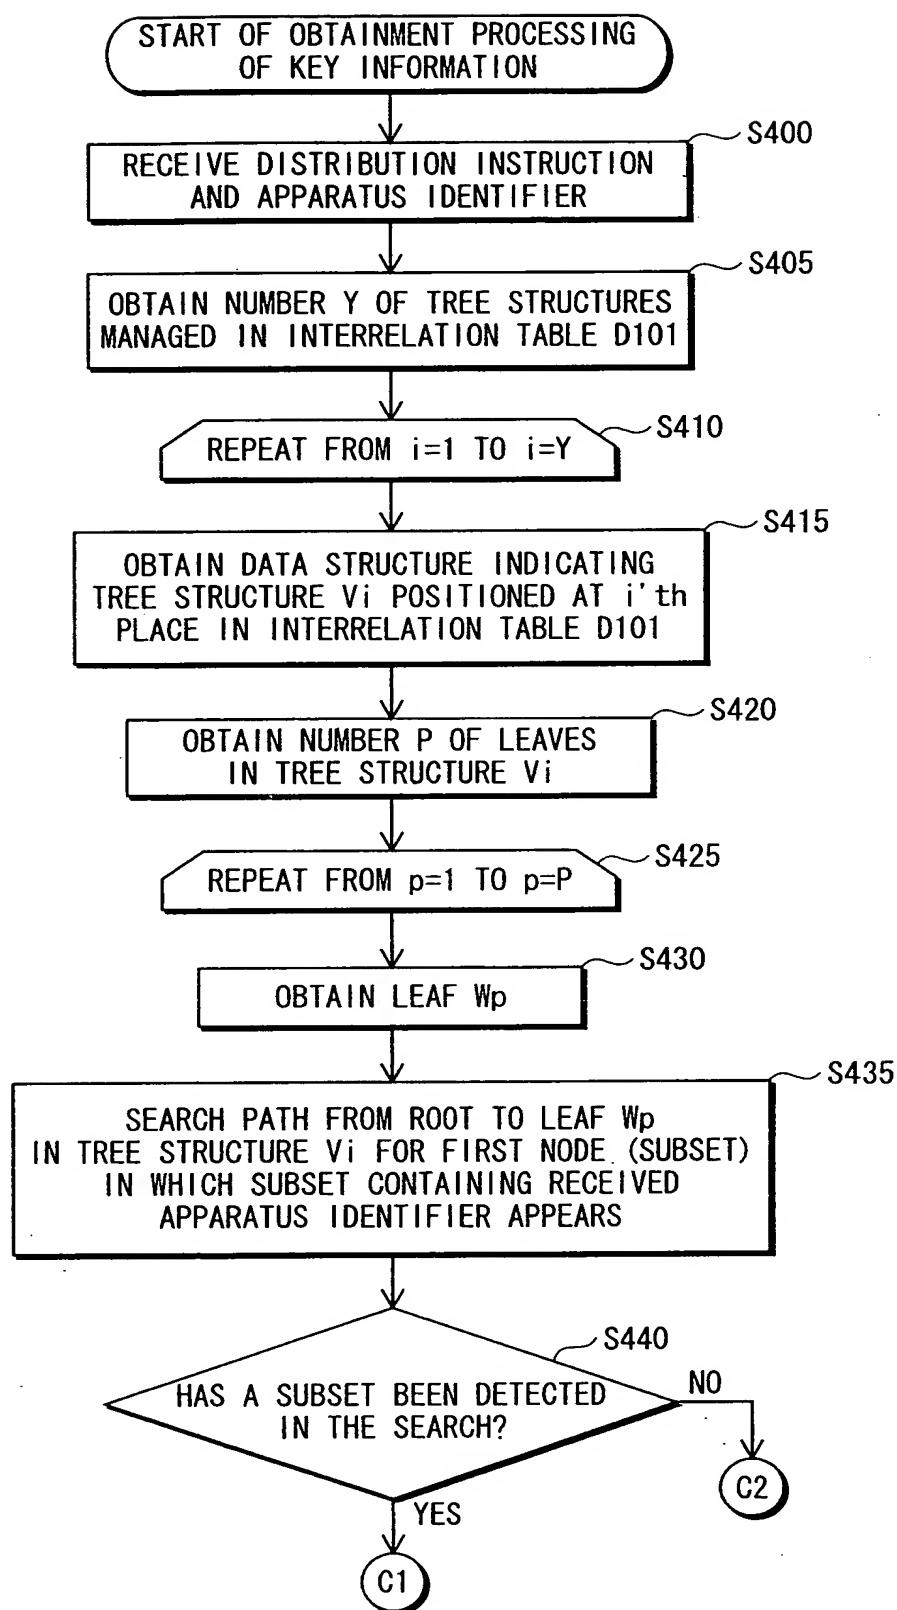 START OF OBTAINMENT PROCESSING
OF KEY INFORMATION
S400
RECEIVE DISTRIBUTION INSTRUCTION
AND APPARATUS IDENTIFIER
S405
OBTAIN NUMBER Y OF TREE STRUCTURES
MANAGED IN INTERRELATION TABLE D101
S410
REPEAT FROM i=1 TO i=Y
S415
OBTAIN DATA STRUCTURE INDICATING
TREE STRUCTURE Vi POSITIONED AT i'th
PLACE IN INTERRELATION TABLE D101
S420
OBTAIN NUMBER P OF LEAVES
IN TREE STRUCTURE Vi
S425
REPEAT FROM p=1 TO p=P
S430
OBTAIN LEAF Wp
S435
SEARCH PATH FROM ROOT TO LEAF Wp
IN TREE STRUCTURE Vi FOR FIRST NODE (SUBSET)
IN WHICH SUBSET CONTAINING RECEIVED
APPARATUS IDENTIFIER APPEARS
S440
HAS A SUBSET BEEN DETECTED
IN THE SEARCH?
NO
C2
YES
C1